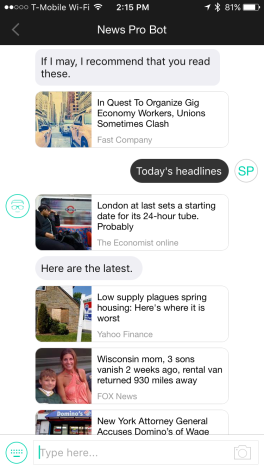 T-Mobile Wi-Fi 2:15 PM 81%
News Pro Bot
If I may, I recommend that you read
these.
In Quest To Organize Gig
Economy Workers, Unions
Sometimes Clash
Fast Company
Today's headlines
SP
London at last sets a starting
date for its 24-hour tube.
Probably
The Economist online
Here are the latest.
Low supply plagues spring
housing: Here's where it is
worst
Yahoo Finance
Wisconsin mom, 3 sons
vanish 2 weeks ago, rental van
returned 930 miles away
FOX News
Domino's
New York Attorney General
Accuses Domino's of Wage
Type here...